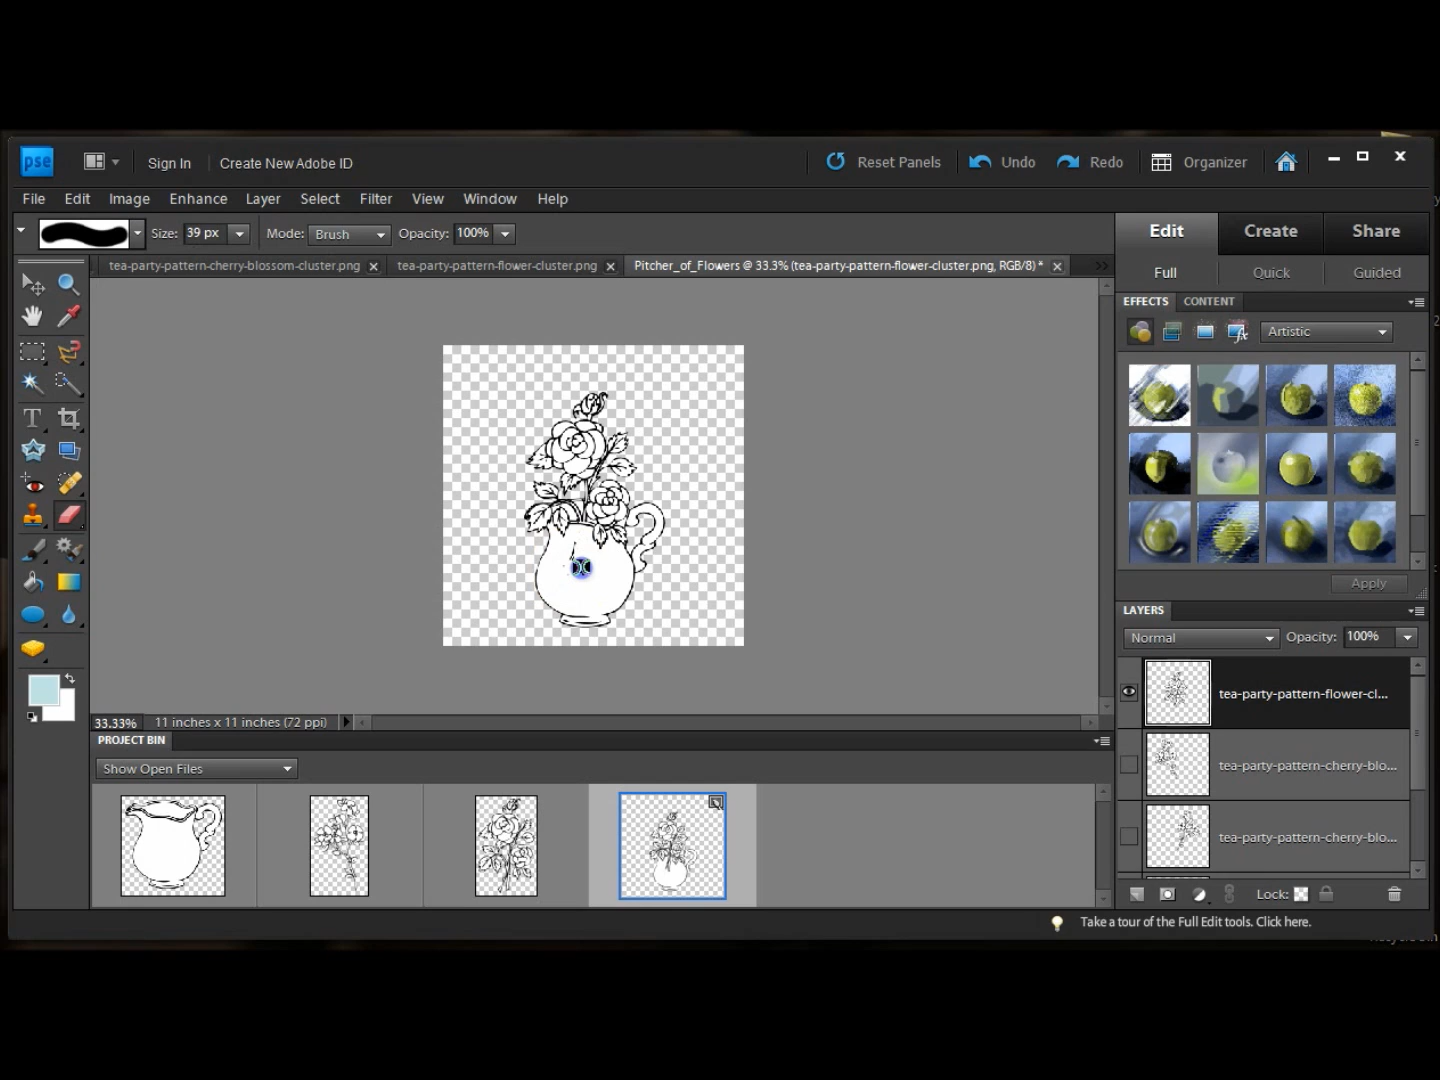 pse
Sign In
Create New Adobe ID
Reset Panels
Undo
Redo
Organizer
File Edit Image Enhance Layer Select Filter View Window Help
Size: 39 px
Mode: Brush
Opacity: 100%
Edit
Create
Share
tea-party-pattern-cherry-blossom-cluster.png
tea-party-pattern-flower-cluster.png
Pitcher_of_Flowers @ 33.3% (tea-party-pattern-flower-cluster.png, RGB/8) *
Full
Quick
Guided
EFFECTS
CONTENT
Artistic
T
Apply
LAYERS
Normal
Opacity: 100%
tea-party-pattern-flower-cl...
tea-party-pattern-cherry-blo...
tea-party-pattern-cherry-blo...
33.33%
11 inches x 11 inches (72 ppi)
PROJECT BIN
Show Open Files
Lock:
Take a tour of the Full Edit tools. Click here.